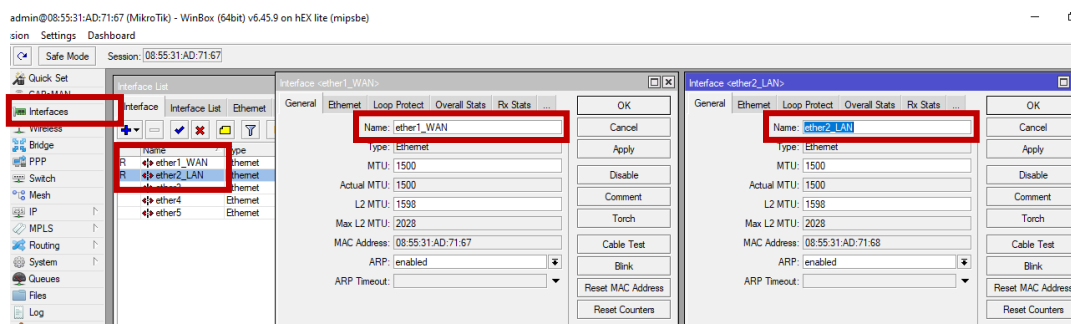 admin@08:55:31:AD:71:67 (MikroTik) - WinBox (64bit) v6.45.9 on hEX lite (mipsbe)
sion Settings Dashboard
Safe Mode Session: 08:55:31:AD:71:67
Quick Set
Interfaces
Wireless
Bridge
PPP
Switch
Mesh
IP
MPLS
Routing
System
Queues
Files
Log
Interface List
Interface Interface List Ethernet
Name Type
R ether1_WAN Ethernet
R ether2_LAN Ethernet
ether3 Ethernet
ether4 Ethernet
ether5 Ethernet
Interface <ether1_WAN>
General Ethernet Loop Protect Overall Stats Rx Stats ...
Name: ether1_WAN
Type: Ethernet
MTU: 1500
Actual MTU: 1500
L2 MTU: 1598
Max L2 MTU: 2028
MAC Address: 08:55:31:AD:71:67
ARP: enabled
ARP Timeout:
OK
Cancel
Apply
Disable
Comment
Torch
Cable Test
Blink
Reset MAC Address
Reset Counters
Interface <ether2_LAN>
General Ethernet Loop Protect Overall Stats Rx Stats ...
Name: ether2_LAN
Type: Ethernet
MTU: 1500
Actual MTU: 1500
L2 MTU: 1598
Max L2 MTU: 2028
MAC Address: 08:55:31:AD:71:68
ARP: enabled
ARP Timeout:
OK
Cancel
Apply
Disable
Comment
Torch
Cable Test
Blink
Reset MAC Address
Reset Counters